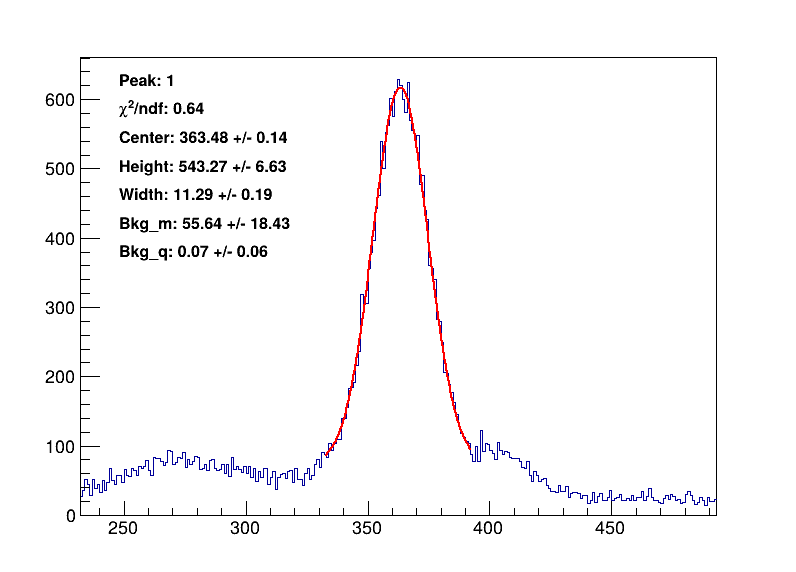 Peak: 1
χ²/ndf: 0.64
Center: 363.48 +/- 0.14
Height: 543.27 +/- 6.63
Width: 11.29 +/- 0.19
Bkg_m: 55.64 +/- 18.43
Bkg_q: 0.07 +/- 0.06
600
500
400
300
200
100
0
250 300 350 400 450